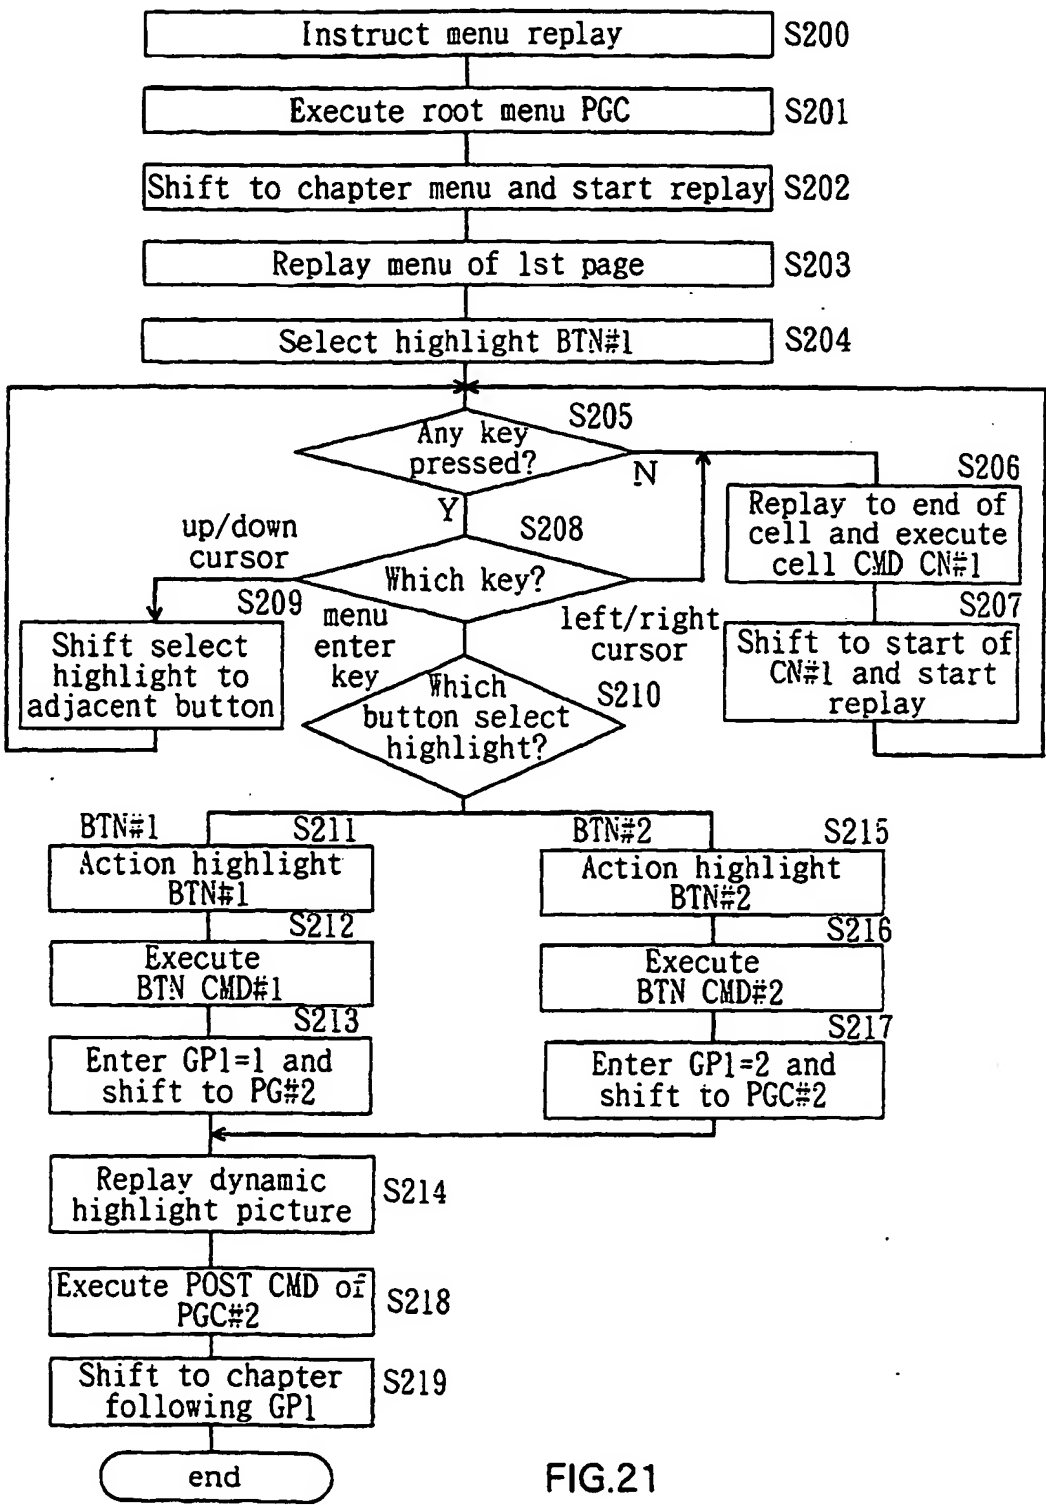 Instruct menu replay S200
Execute root menu PGC S201
Shift to chapter menu and start replay S202
Replay menu of 1st page S203
Select highlight BTN#1 S204
S205
Any key
pressed?
N
Y
S206
Replay to end of
cell and execute
cell CMD CN#1
S207
Shift to start of
CN#1 and start
replay
up/down
cursor
S208
Which key?
S209
Shift select
highlight to
adjacent button
menu
enter
key
left/right
cursor
S210
Which
button select
highlight?
BTN#1 S211
Action highlight
BTN#1
S212
Execute
BTN CMD#1
S213
Enter GP1=1 and
shift to PG#2
BTN#2 S215
Action highlight
BTN#2
S216
Execute
BTN CMD#2
S217
Enter GP1=2 and
shift to PGC#2
Replay dynamic
highlight picture
S214
Execute POST CMD of
PGC#2
S218
Shift to chapter
following GP1
S219
end
FIG.21